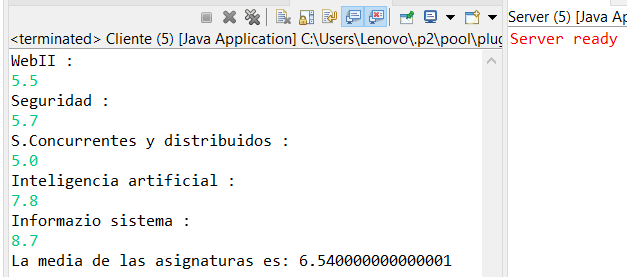 <terminated> Cliente (5) [Java Application] C:\Users\Lenovo\.p2\pool\plug
WebII :
5.5
Seguridad :
5.7
S.Concurrentes y distribuidos :
5.0
Inteligencia artificial :
7.8
Informazio sistema :
8.7
La media de las asignaturas es: 6.540000000000001
Server (5) [Java Ap
Server ready